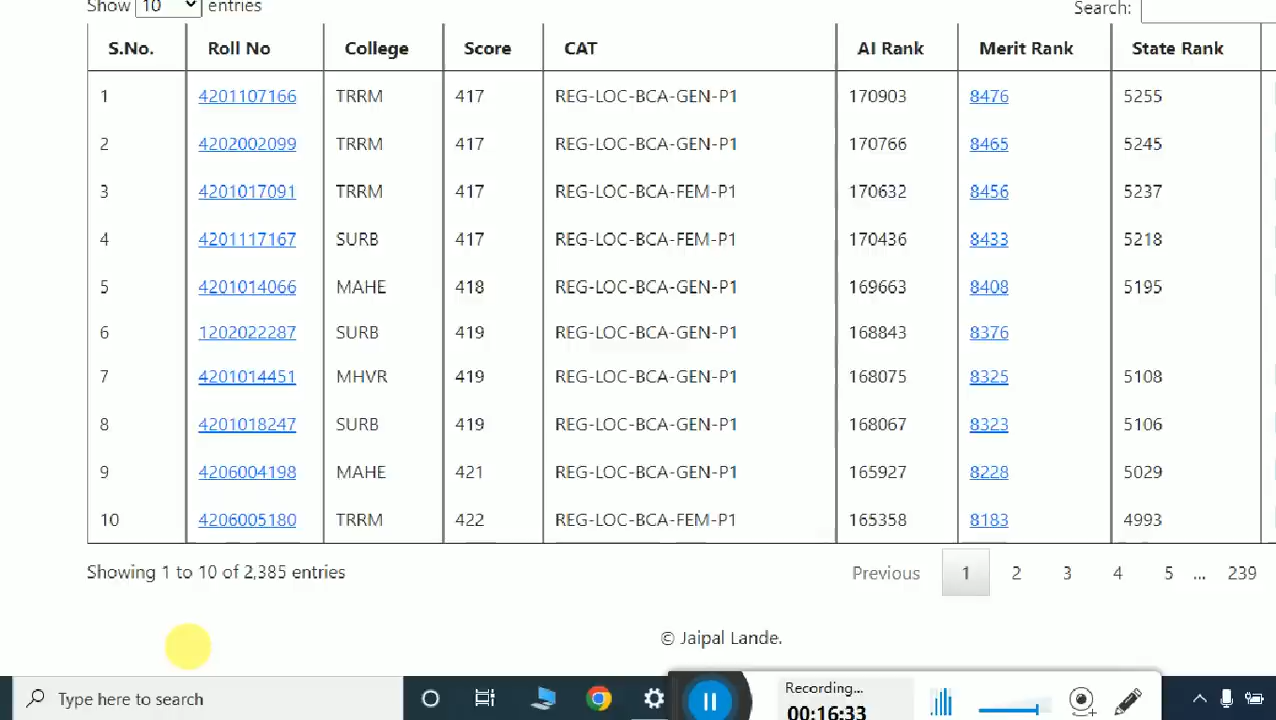 Show 10 entries Search:
S.No. Roll No College Score CAT AI Rank Merit Rank State Rank
1 4201107166 TRRM 417 REG-LOC-BCA-GEN-P1 170903 8476 5255
2 4202002099 TRRM 417 REG-LOC-BCA-GEN-P1 170766 8465 5245
3 4201017091 TRRM 417 REG-LOC-BCA-FEM-P1 170632 8456 5237
4 4201117167 SURB 417 REG-LOC-BCA-FEM-P1 170436 8433 5218
5 4201014066 MAHE 418 REG-LOC-BCA-GEN-P1 169663 8408 5195
6 1202022287 SURB 419 REG-LOC-BCA-GEN-P1 168843 8376
7 4201014451 MHVR 419 REG-LOC-BCA-GEN-P1 168075 8325 5108
8 4201018247 SURB 419 REG-LOC-BCA-GEN-P1 168067 8323 5106
9 4206004198 MAHE 421 REG-LOC-BCA-GEN-P1 165927 8228 5029
10 4206005180 TRRM 422 REG-LOC-BCA-FEM-P1 165358 8183 4993
Showing 1 to 10 of 2,385 entries Previous 1 2 3 4 5 ... 239
© Jaipal Lande.
Type here to search
Recording...
00:16:33